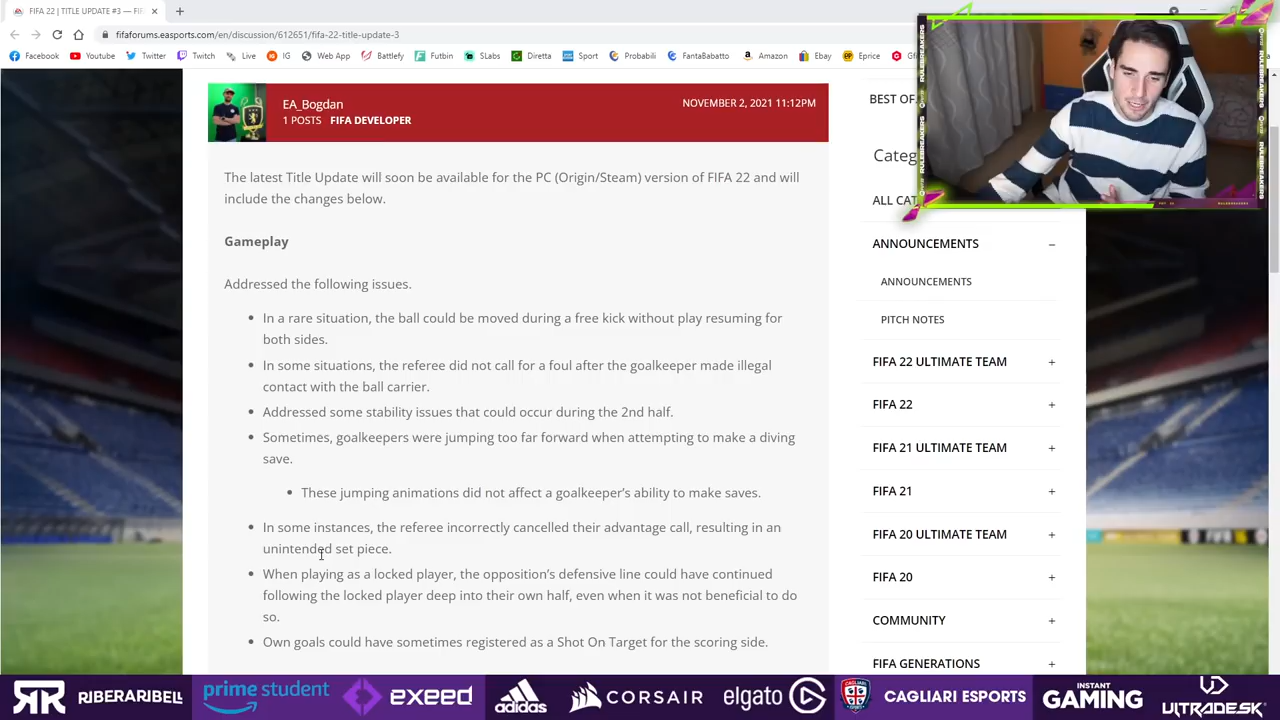 FIFA 22 | TITLE UPDATE #3 — FI
fifaforums.easports.com/en/discussion/612651/fifa-22-title-update-3
Facebook Youtube Twitter Twitch Live IG Web App Battlefy Futbin SLabs Diretta Sport Probabili FantaBabatto Amazon Ebay Eprice
EA_Bogdan
NOVEMBER 2, 2021 11:12PM
1 POSTS FIFA DEVELOPER
The latest Title Update will soon be available for the PC (Origin/Steam) version of FIFA 22 and will
include the changes below.
Gameplay
Addressed the following issues.
In a rare situation, the ball could be moved during a free kick without play resuming for
both sides.
In some situations, the referee did not call for a foul after the goalkeeper made illegal
contact with the ball carrier.
Addressed some stability issues that could occur during the 2nd half.
Sometimes, goalkeepers were jumping too far forward when attempting to make a diving
save.
These jumping animations did not affect a goalkeeper's ability to make saves.
In some instances, the referee incorrectly cancelled their advantage call, resulting in an
unintended set piece.
When playing as a locked player, the opposition's defensive line could have continued
following the locked player deep into their own half, even when it was not beneficial to do
so.
Own goals could have sometimes registered as a Shot On Target for the scoring side.
BEST OF
Categ
ALL CAT
ANNOUNCEMENTS –
ANNOUNCEMENTS
PITCH NOTES
FIFA 22 ULTIMATE TEAM +
FIFA 22 +
FIFA 21 ULTIMATE TEAM +
FIFA 21 +
FIFA 20 ULTIMATE TEAM +
FIFA 20 +
COMMUNITY +
FIFA GENERATIONS +
RULEBREAKERS
RULEBREAKERS
RR RIBERARIBELL
prime student
exeed
adidas
CORSAIR
elgato
CAGLIARI ESPORTS
INSTANT
GAMING
ULTRADESK